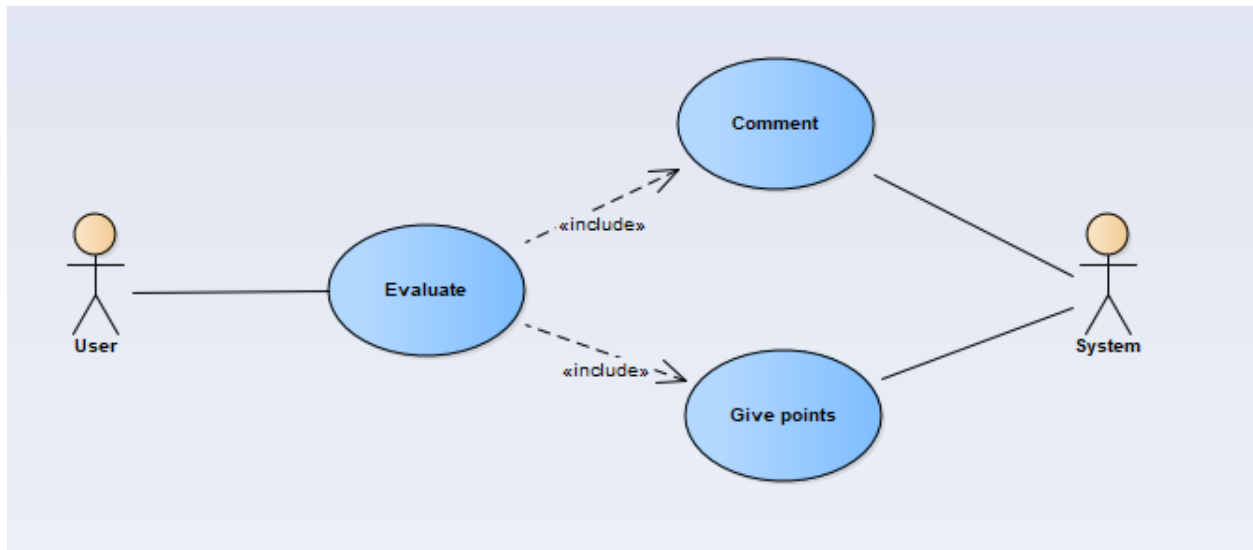 Comment
«include»
Evaluate
User
System
«include»
Give points